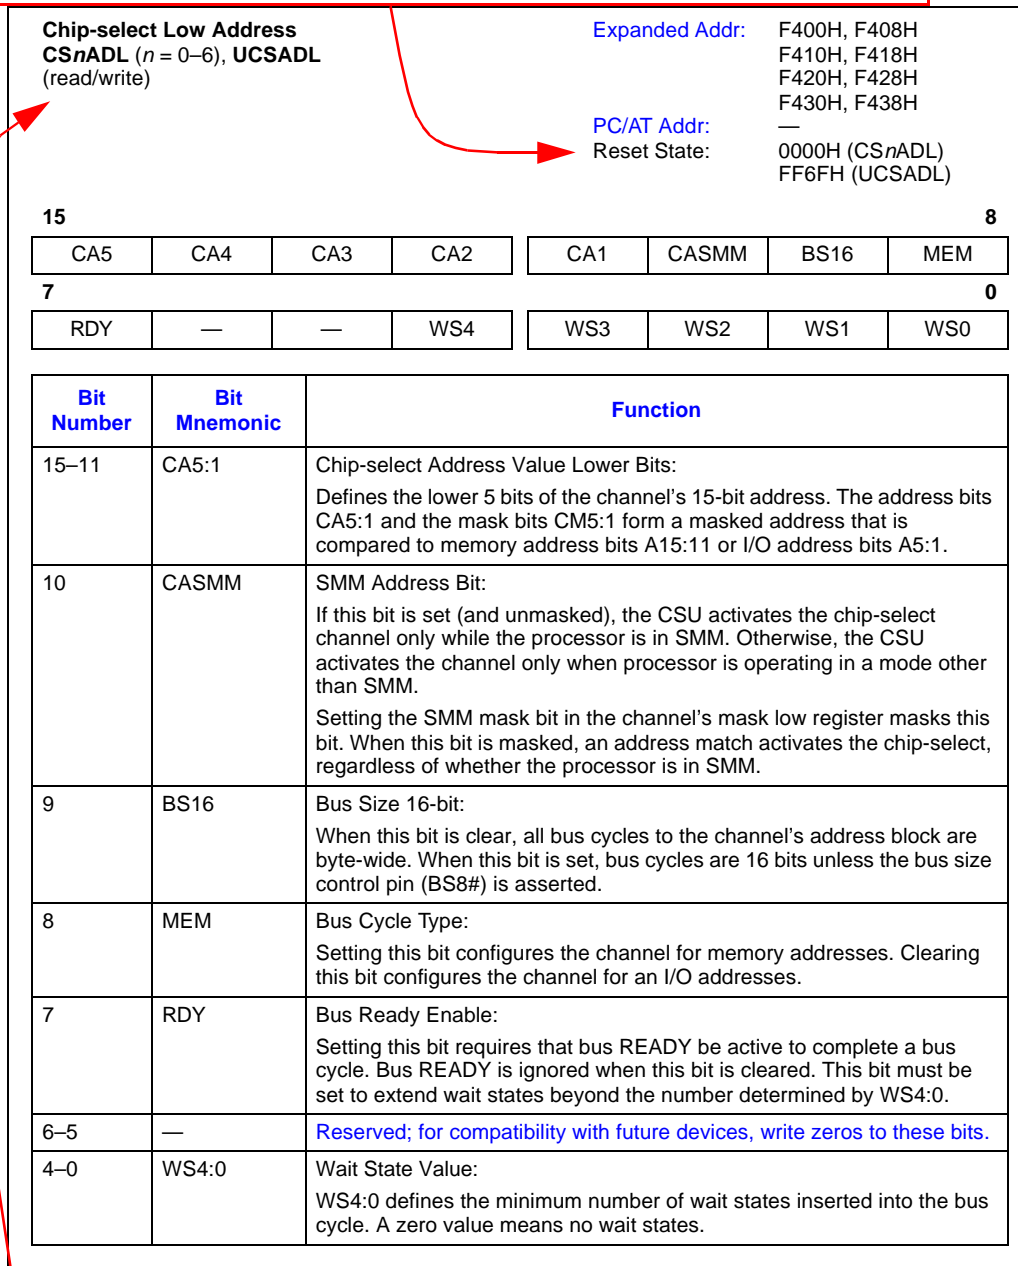 Chip-select Low Address
CSnADL (n = 0–6), UCSADL
(read/write)
Expanded Addr: F400H, F408H
F410H, F418H
F420H, F428H
F430H, F438H
PC/AT Addr: —
Reset State: 0000H (CSnADL)
FF6FH (UCSADL)
15 8
CA5 CA4 CA3 CA2 CA1 CASMM BS16 MEM
7 0
RDY — — WS4 WS3 WS2 WS1 WS0
Bit Number Bit Mnemonic Function
15–11 CA5:1 Chip-select Address Value Lower Bits:
Defines the lower 5 bits of the channel's 15-bit address. The address bits
CA5:1 and the mask bits CM5:1 form a masked address that is
compared to memory address bits A15:11 or I/O address bits A5:1.
10 CASMM SMM Address Bit:
If this bit is set (and unmasked), the CSU activates the chip-select
channel only while the processor is in SMM. Otherwise, the CSU
activates the channel only when processor is operating in a mode other
than SMM.
Setting the SMM mask bit in the channel's mask low register masks this
bit. When this bit is masked, an address match activates the chip-select,
regardless of whether the processor is in SMM.
9 BS16 Bus Size 16-bit:
When this bit is clear, all bus cycles to the channel's address block are
byte-wide. When this bit is set, bus cycles are 16 bits unless the bus size
control pin (BS8#) is asserted.
8 MEM Bus Cycle Type:
Setting this bit configures the channel for memory addresses. Clearing
this bit configures the channel for an I/O addresses.
7 RDY Bus Ready Enable:
Setting this bit requires that bus READY be active to complete a bus
cycle. Bus READY is ignored when this bit is cleared. This bit must be
set to extend wait states beyond the number determined by WS4:0.
6–5 — Reserved; for compatibility with future devices, write zeros to these bits.
4–0 WS4:0 Wait State Value:
WS4:0 defines the minimum number of wait states inserted into the bus
cycle. A zero value means no wait states.